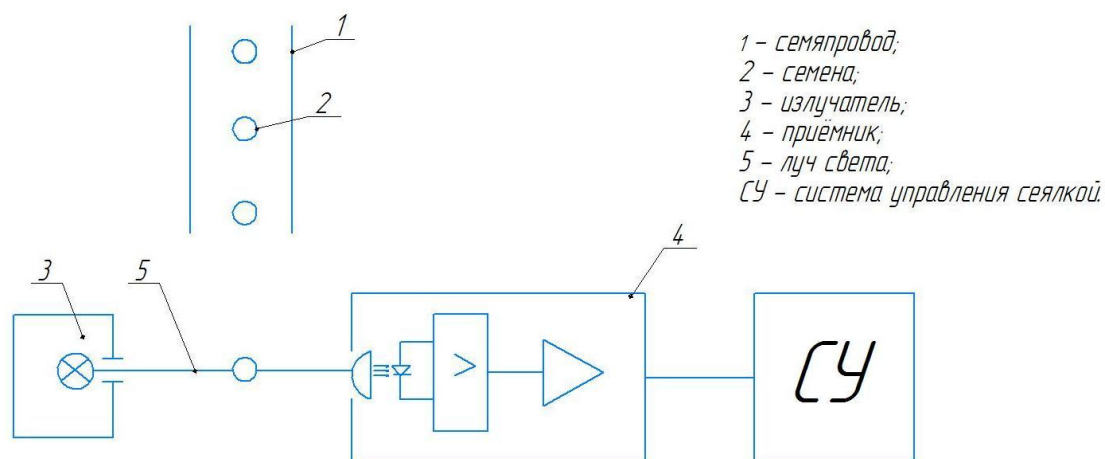 1
2
1 – семяпровод;
2 – семена;
3 – излучатель;
4 – приёмник;
5 – луч света;
СУ – система управления сеялкой.
3
5
4
>
СУ